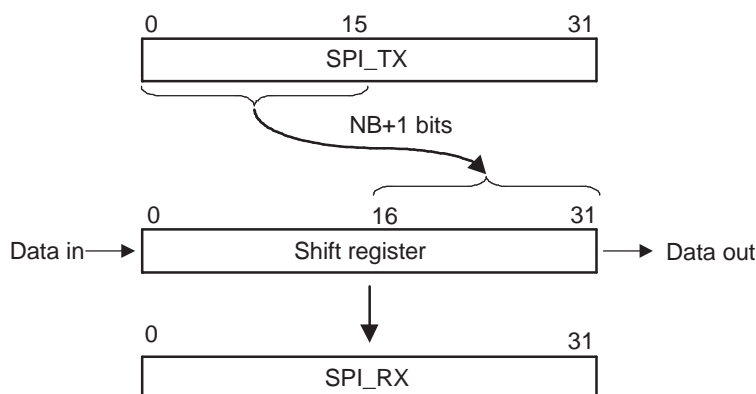 0 15 31
SPI_TX
NB+1 bits
0 16 31
Data in Shift register Data out
0 31
SPI_RX